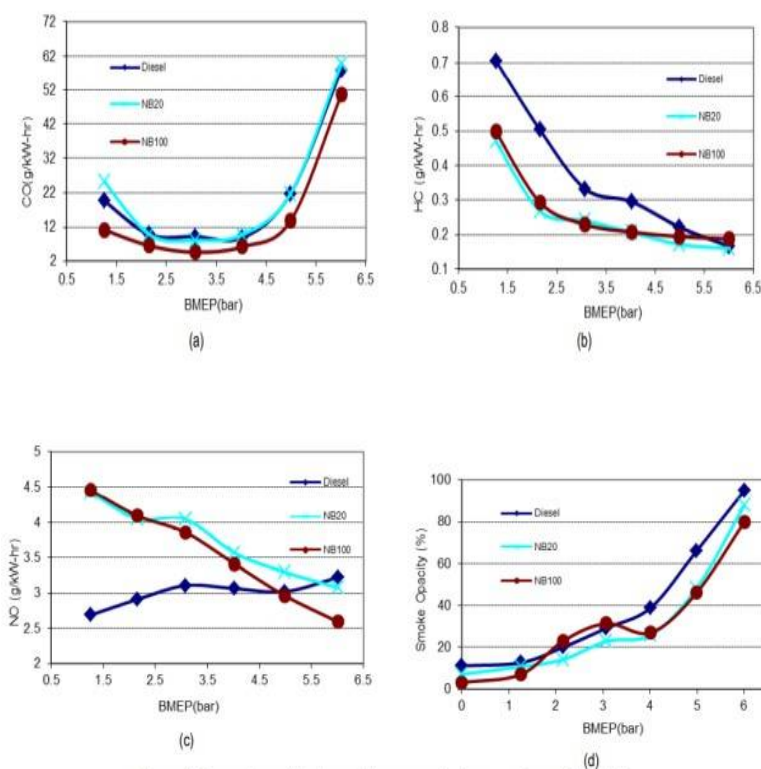 72
62
52
42
32
22
12
2
CO(g/kW-hr)
Diesel
NB20
NB100
0.5 1.5 2.5 3.5 4.5 5.5 6.5
BMEP(bar)
(a)
0.8
0.7
0.6
0.5
0.4
0.3
0.2
0.1
HC (g/kW-hr)
Diesel
NB20
NB100
0.5 1.5 2.5 3.5 4.5 5.5 6.5
BMEP(bar)
(b)
5
4.5
4
3.5
3
2.5
2
NO (g/kW-hr)
Diesel
NB20
NB100
0.5 1.5 2.5 3.5 4.5 5.5 6.5
BMEP(bar)
(c)
100
80
60
40
20
0
Smoke Opacity (%)
Diesel
NB20
NB100
0 1 2 3 4 5 6
BMEP(bar)
(d)